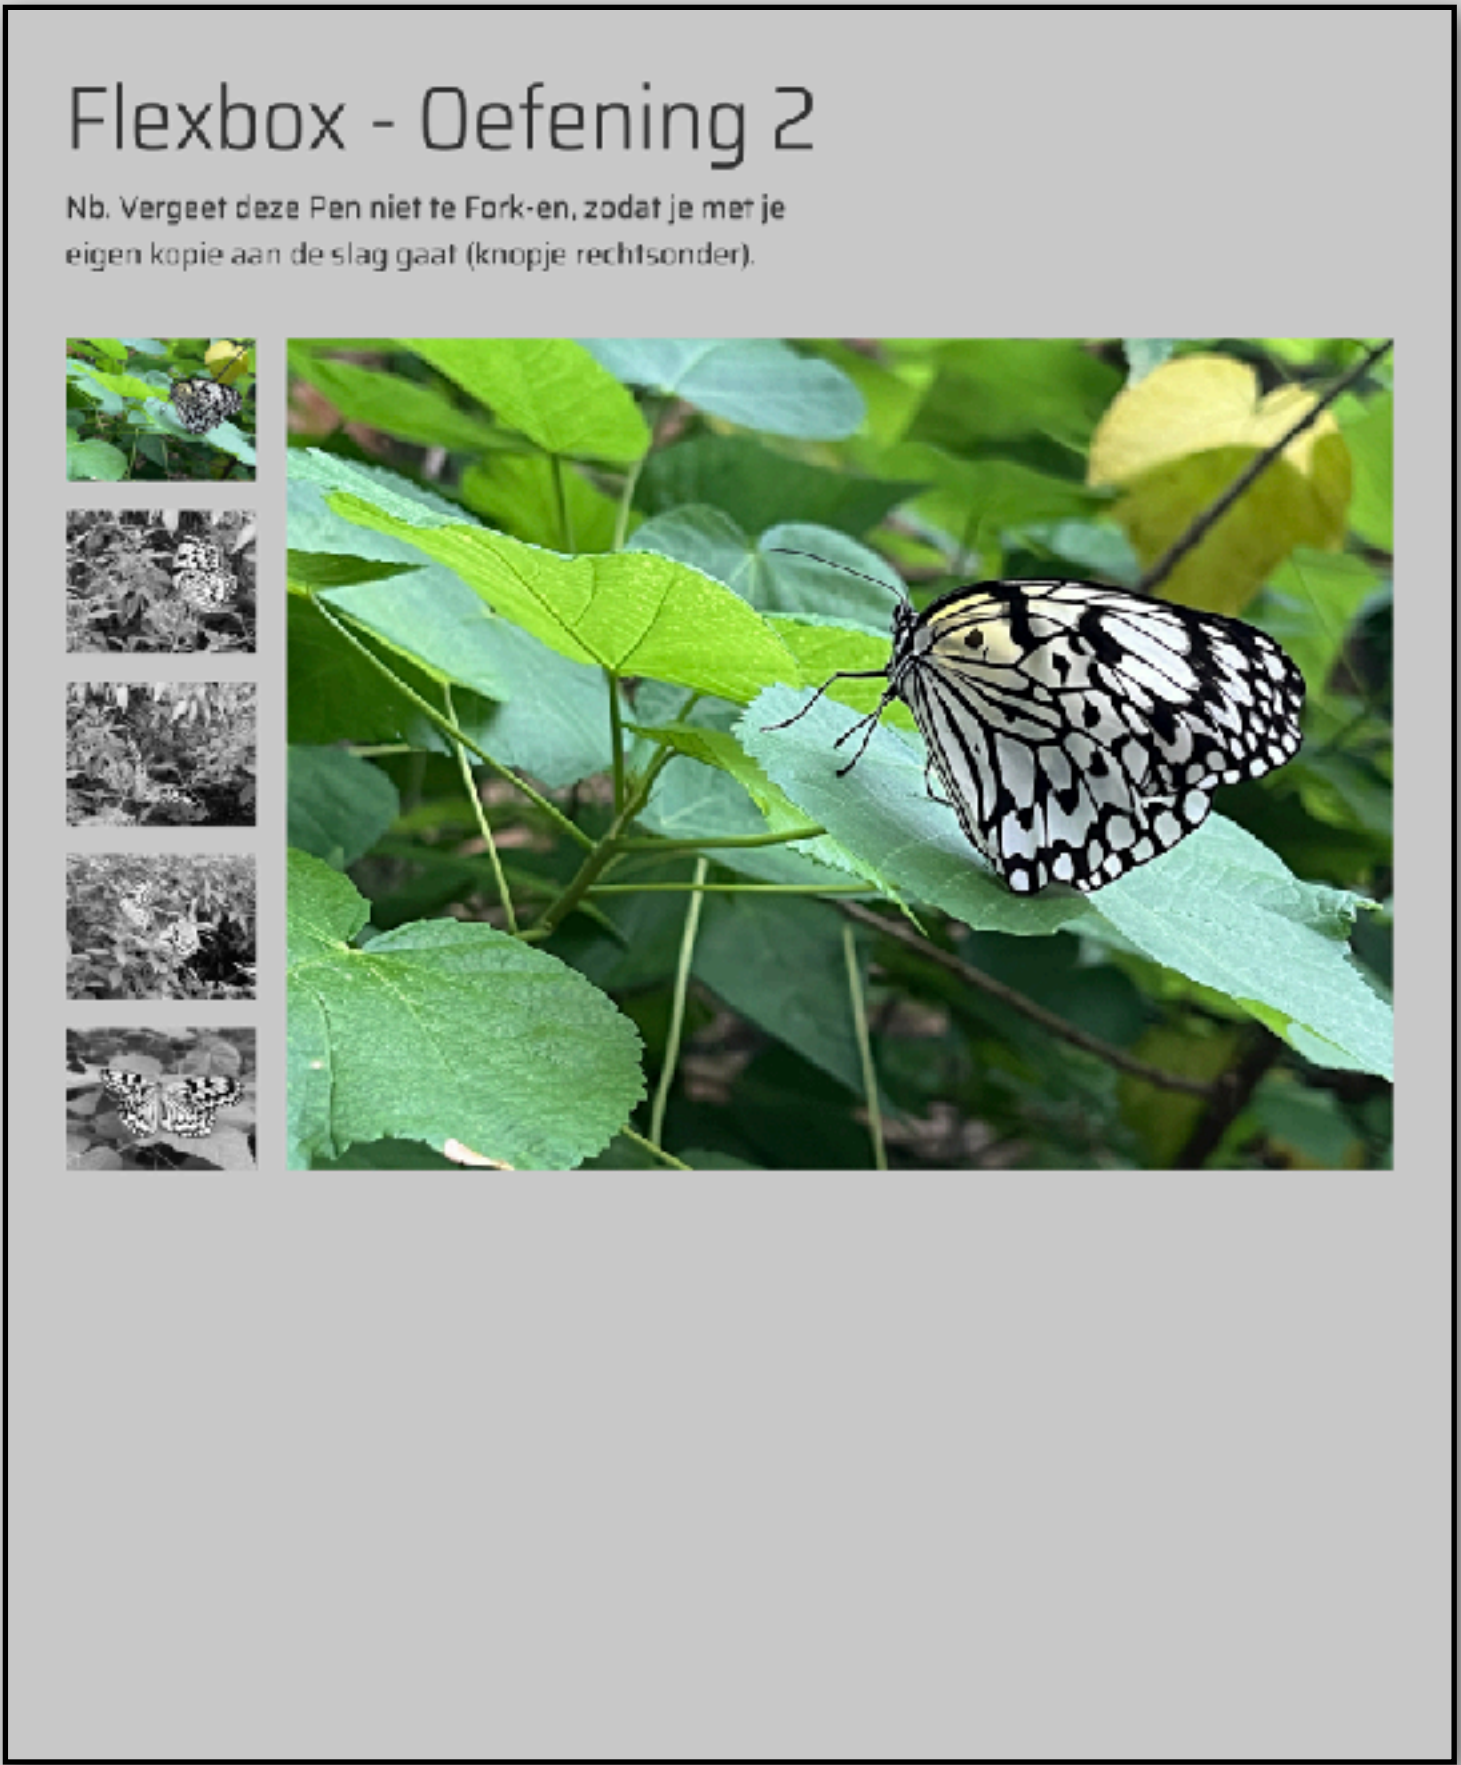 Flexbox - Oefening 2
Nb. Vergeet deze Pen niet te Fork-en, zodat je met je
eigen kopie aan de slag gaat (knopje rechtsonder).